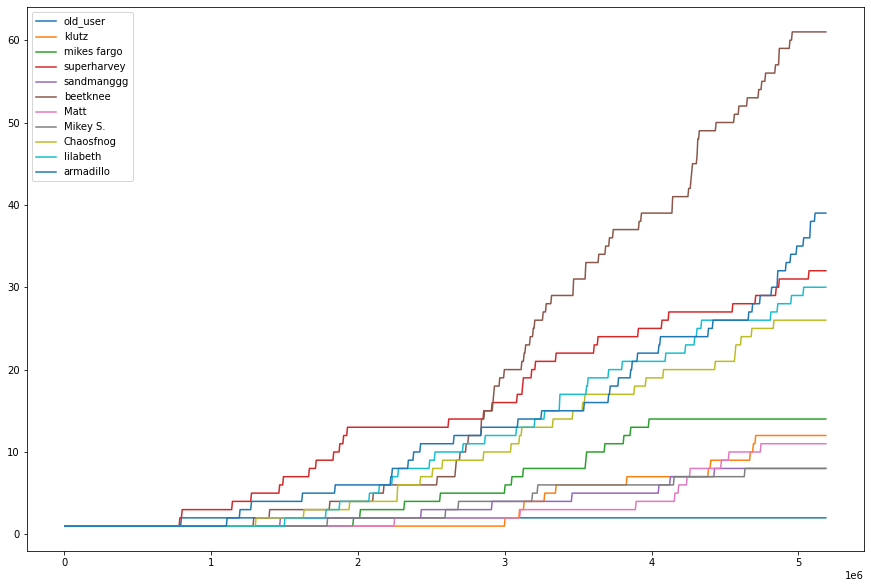 old_user
klutz
mikes fargo
superharvey
sandmanggg
beetknee
Matt
Mikey S.
Chaosfnog
lilabeth
armadillo
60
50
40
30
20
10
0
0 1 2 3 4 5
1e6